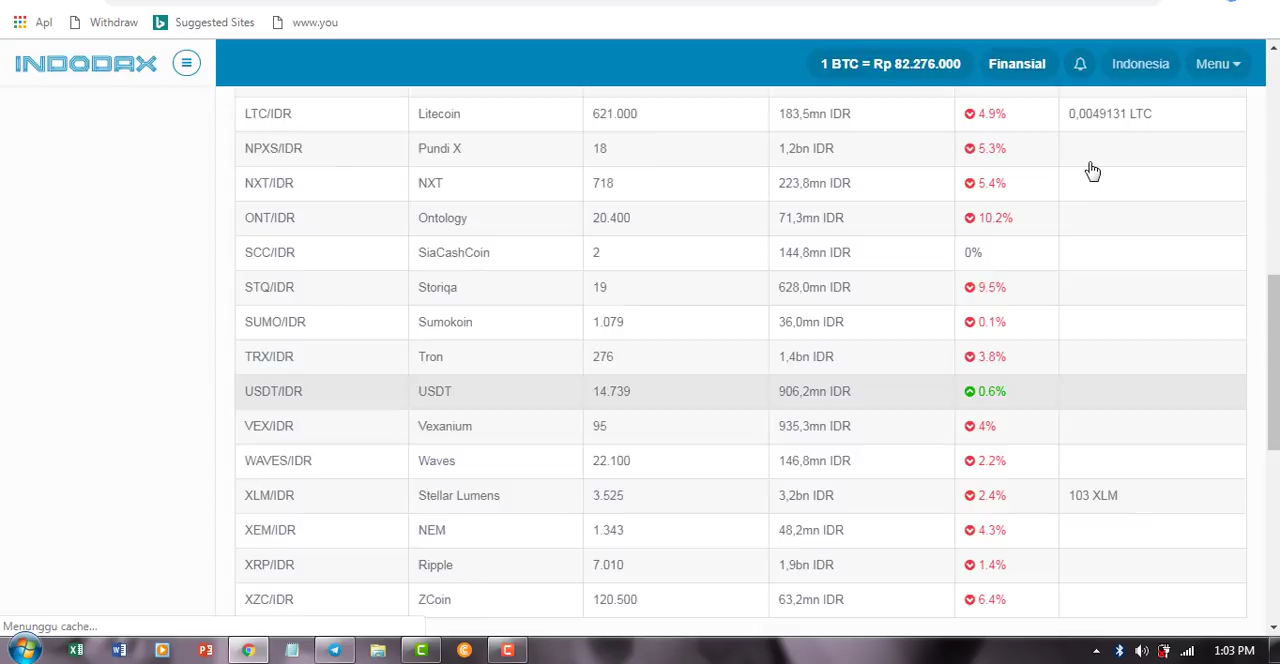 Apl Withdraw Suggested Sites www.you
INDODAX 1 BTC = Rp 82.276.000 Finansial Indonesia Menu
LTC/IDR Litecoin 621.000 183,5mn IDR 4.9% 0,0049131 LTC
NPXS/IDR Pundi X 18 1,2bn IDR 5.3%
NXT/IDR NXT 718 223,8mn IDR 5.4%
ONT/IDR Ontology 20.400 71,3mn IDR 10.2%
SCC/IDR SiaCashCoin 2 144,8mn IDR 0%
STQ/IDR Storiqa 19 628,0mn IDR 9.5%
SUMO/IDR Sumokoin 1.079 36,0mn IDR 0.1%
TRX/IDR Tron 276 1,4bn IDR 3.8%
USDT/IDR USDT 14.739 906,2mn IDR 0.6%
VEX/IDR Vexanium 95 935,3mn IDR 4%
WAVES/IDR Waves 22.100 146,8mn IDR 2.2%
XLM/IDR Stellar Lumens 3.525 3,2bn IDR 2.4% 103 XLM
XEM/IDR NEM 1.343 48,2mn IDR 4.3%
XRP/IDR Ripple 7.010 1,9bn IDR 1.4%
XZC/IDR ZCoin 120.500 63,2mn IDR 6.4%
Menunggu cache...
1:03 PM